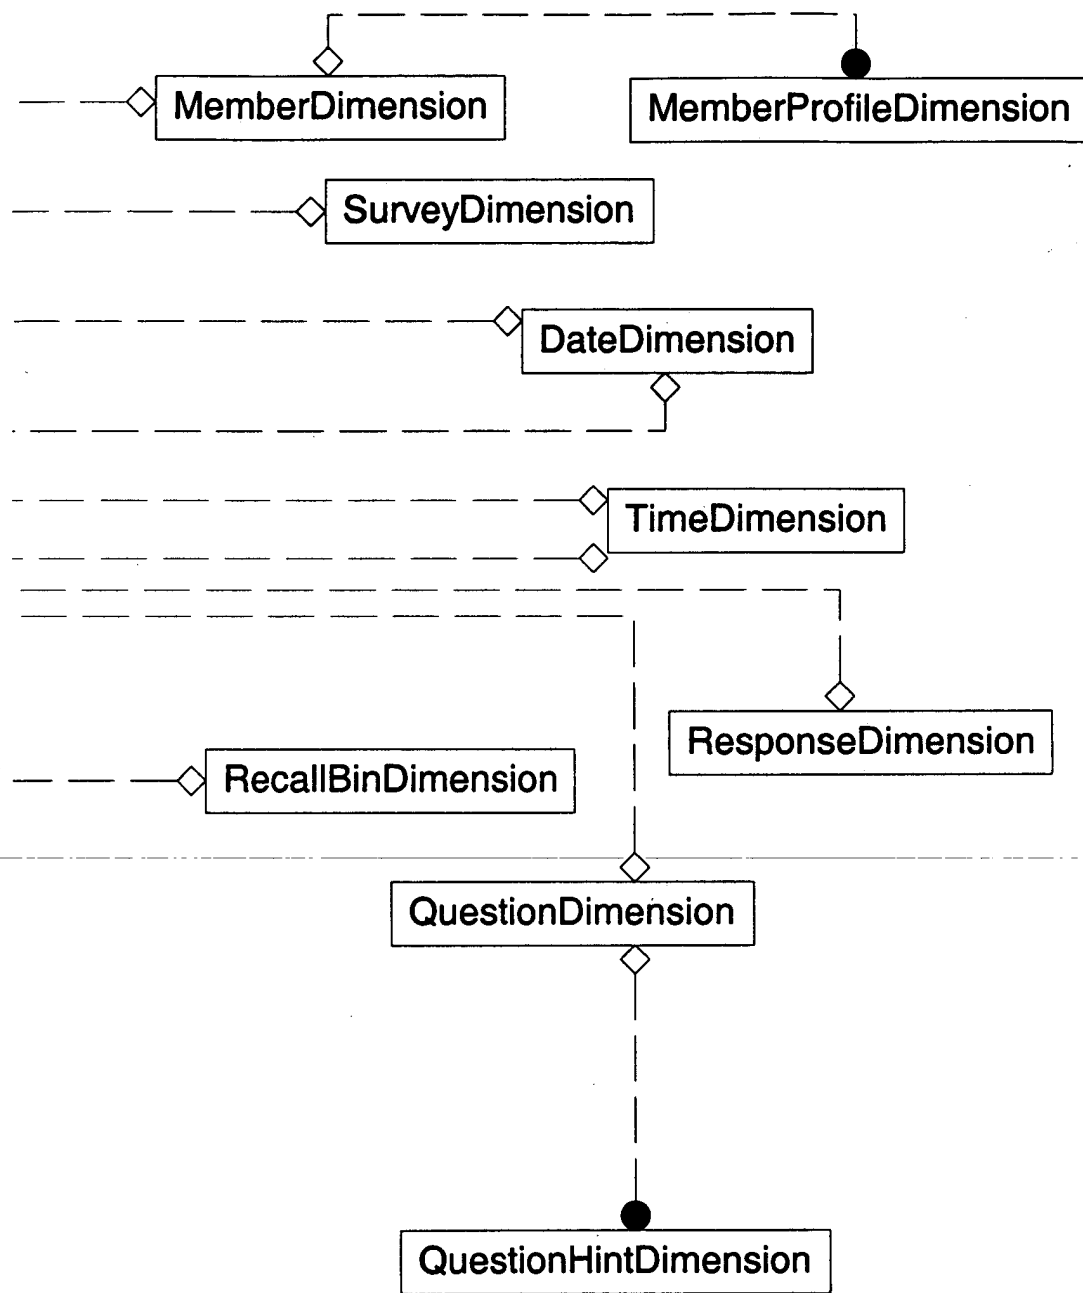 MemberDimension
MemberProfileDimension
SurveyDimension
DateDimension
TimeDimension
ResponseDimension
RecallBinDimension
QuestionDimension
QuestionHintDimension